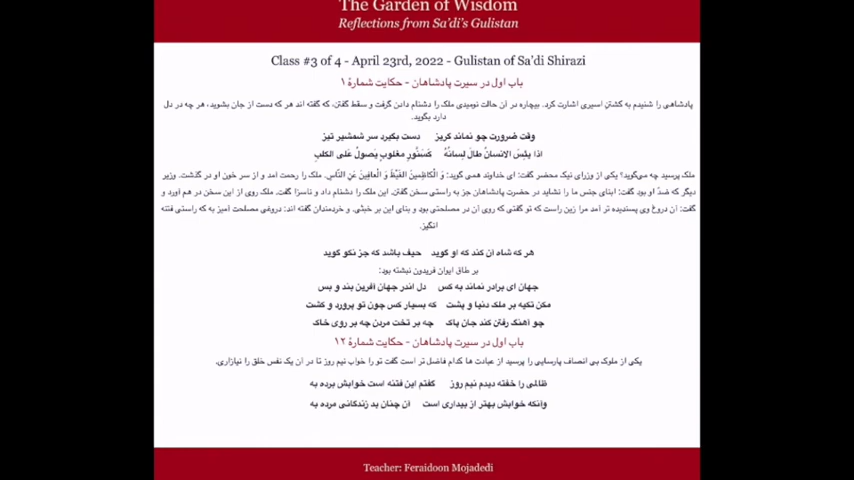 The Garden of Wisdom
Reflections from Sa'di's Gulistan
Class #3 of 4 - April 23rd, 2022 - Gulistan of Sa'di Shirazi
باب اول در سیرت پادشاهان - حکایت شمارهٔ ۱
پادشاهی را شنیدم به کشتن اسیری اشارت کرد. بیچاره در آن حالت نومیدی ملک را دشنام دادن گرفت و سقط گفتن، که گفته اند هر که دست از جان بشوید، هر چه در دل
دارد بگوید.
وقت ضرورت چو نماند گریز دست بگیرد سر شمشیر تیز
اذا یئِسَ الانسانُ طالَ لِسانُهُ کَسَنُّورِ مغْلوبٍ یَصولُ عَلی الکلبِ
ملک پرسید چه می‌گوید؟ یکی از وزرای نیک محضر گفت: ای خداوند همی گوید: وَ الْکاظِمینَ الغَیْظَ وَ الْعافِینَ عَنِ النّاسِ. ملک را رحمت آمد و از سر خون او در گذشت. وزیر
دیگر که ضدّ او بود گفت: ابنای جنس ما را نشاید در حضرت پادشاهان جز به راستی سخن گفتن. این ملک را دشنام داد و ناسزا گفت. ملک روی از این سخن در هم آورد و
گفت: آن دروغ وی پسندیده تر آمد مرا زین راست که تو گفتی که روی آن در مصلحتی بود و بنای این بر خبثی. و خردمندان گفته اند: دروغی مصلحت آمیز به که راستی فتنه
انگیز.
هر که شاه آن کند که او گوید حیف باشد که جز نکو گوید
بر طاق ایوان فریدون نبشته بود:
جهان ای برادر نماند به کس دل اندر جهان آفرین بند و بس
مکن تکیه بر ملک دنیا و پشت که بسیار کس چون تو پرورد و کشت
چو آهنگ رفتن کند جان پاک چه بر تخت مردن چه بر روی خاک
باب اول در سیرت پادشاهان - حکایت شمارهٔ ۱۲
یکی از ملوک بی انصاف پارسایی را پرسید از عبادت ها کدام فاضل تر است گفت تو را خواب نیم روز تا در آن یک نفس خلق را نیازاری.
ظالمی را خفته دیدم نیم روز گفتم این فتنه است خوابش برده به
وآنکه خوابش بهتر از بیداری است آن چنان بد زندگانی مرده به
Teacher: Feraidoon Mojadedi